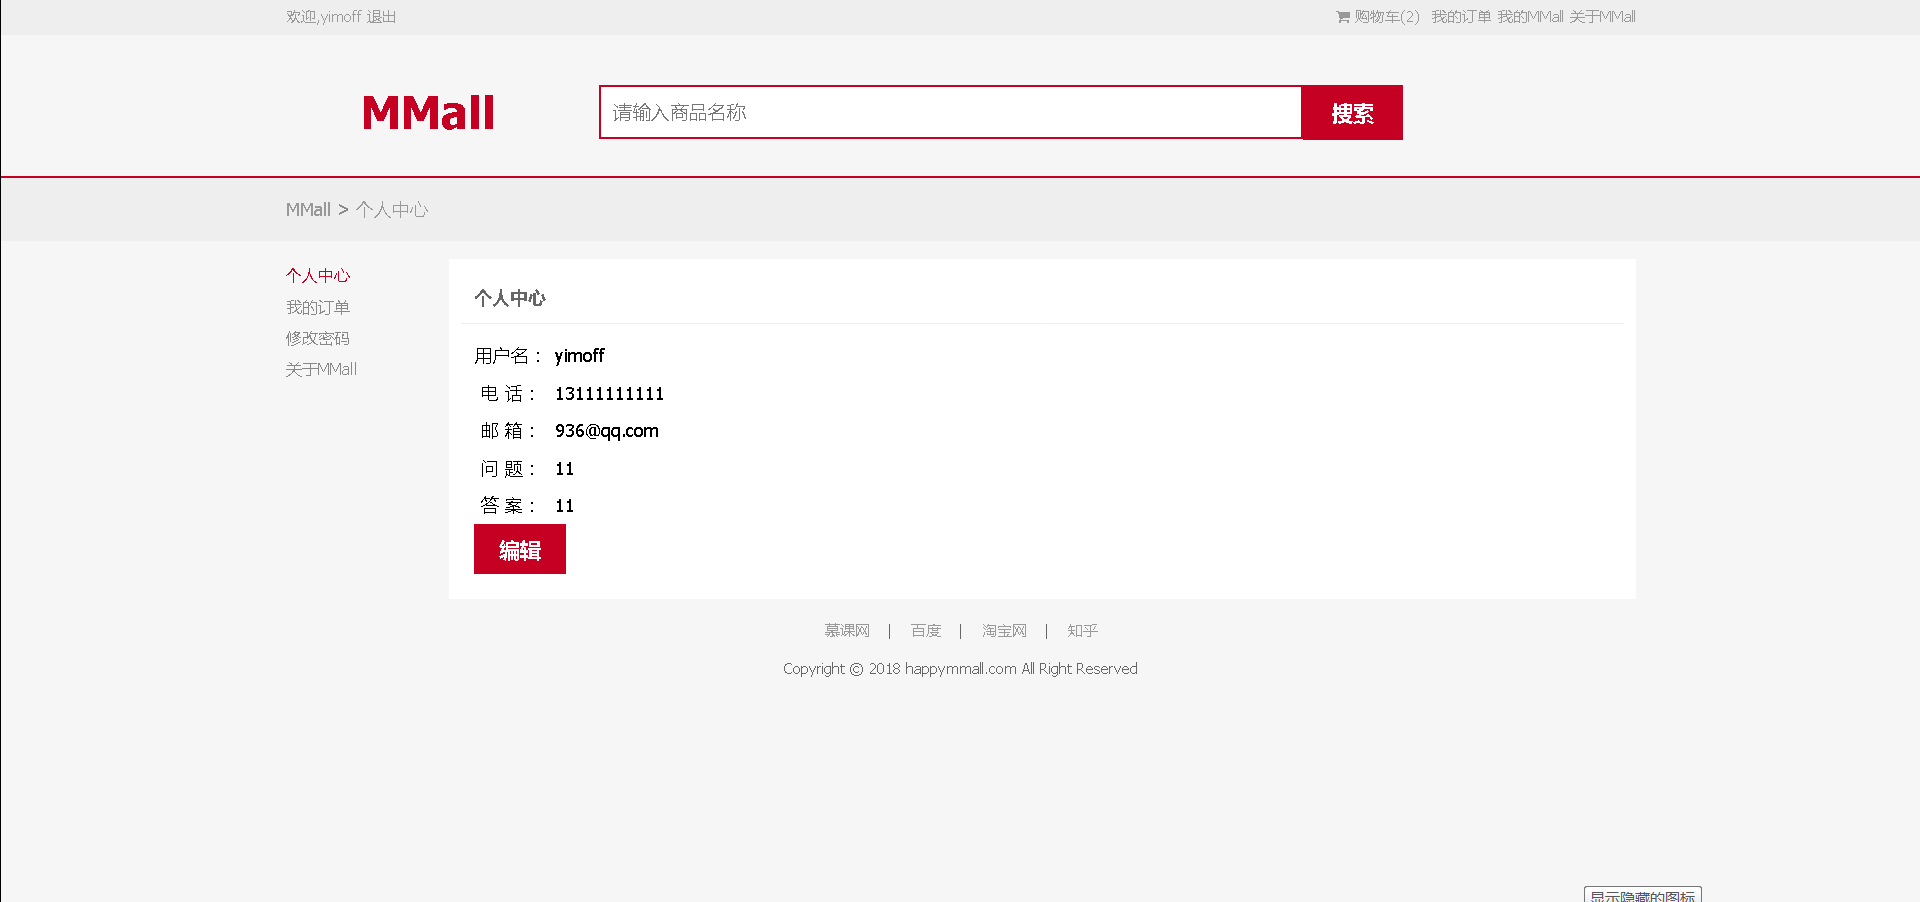 欢迎,yimoff 退出
购物车(2) 我的订单 我的MMall 关于MMall
MMall
请输入商品名称
搜索
MMall > 个人中心
个人中心
我的订单
修改密码
关于MMall
个人中心
用户名： yimoff
电 话： 13111111111
邮 箱： 936@qq.com
问 题： 11
答 案： 11
编辑
慕课网 | 百度 | 淘宝网 | 知乎
Copyright © 2018 happymmall.com All Right Reserved
显示隐藏的图标